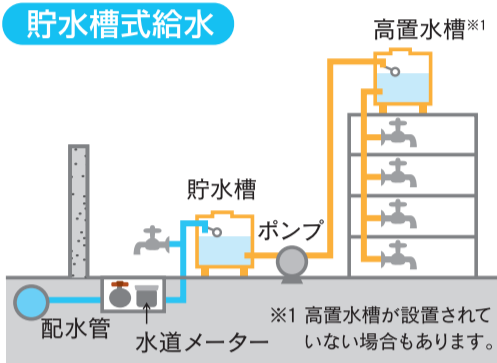 貯水槽式給水
高置水槽※1
貯水槽
ポンプ
配水管
水道メーター
※1 高置水槽が設置されて
いない場合もあります。